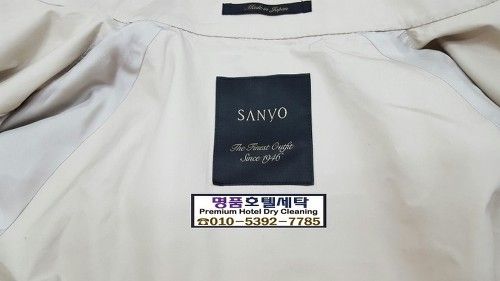 Made in Japan
SANYO
The Finest Outfit
Since 1946
명품호텔세탁
Premium Hotel Dry Cleaning
☎010-5392-7785